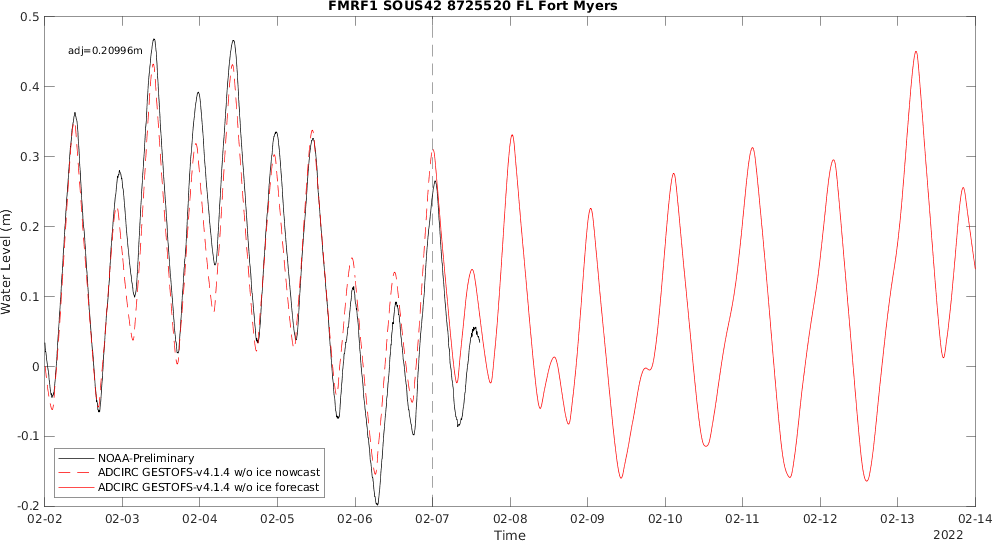 FMRF1 SOUS42 8725520 FL Fort Myers
0.5
adj=0.20996m
0.4
0.3
0.2
0.1
0
-0.1
-0.2
Water Level (m)
NOAA-Preliminary
ADCIRC GESTOFS-v4.1.4 w/o ice nowcast
ADCIRC GESTOFS-v4.1.4 w/o ice forecast
02-02 02-03 02-04 02-05 02-06 02-07 02-08 02-09 02-10 02-11 02-12 02-13 02-14
Time
2022